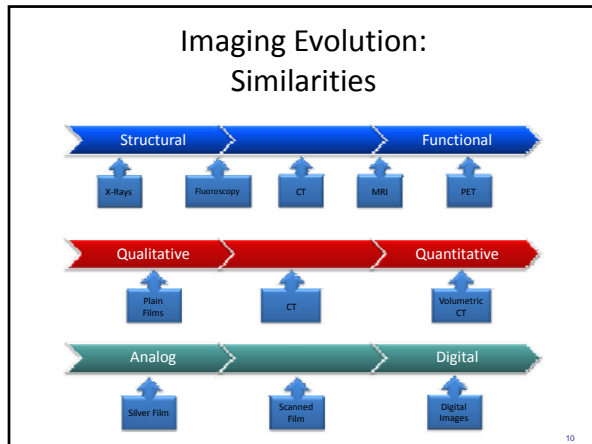 Imaging Evolution:
Similarities
Structural Functional
X-Rays Fluoroscopy CT MRI PET
Qualitative Quantitative
Plain
Films
CT
Volumetric
CT
Analog Digital
Silver Film
Scanned
Film
Digital
Images
10